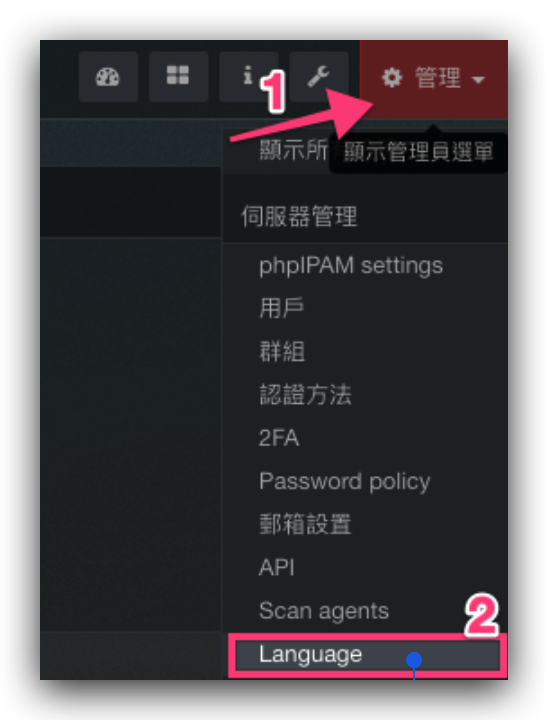 1
管理
顯示所
顯示管理員選單
伺服器管理
phpIPAM settings
用戶
群組
認證方法
2FA
Password policy
郵箱設置
API
Scan agents
2
Language